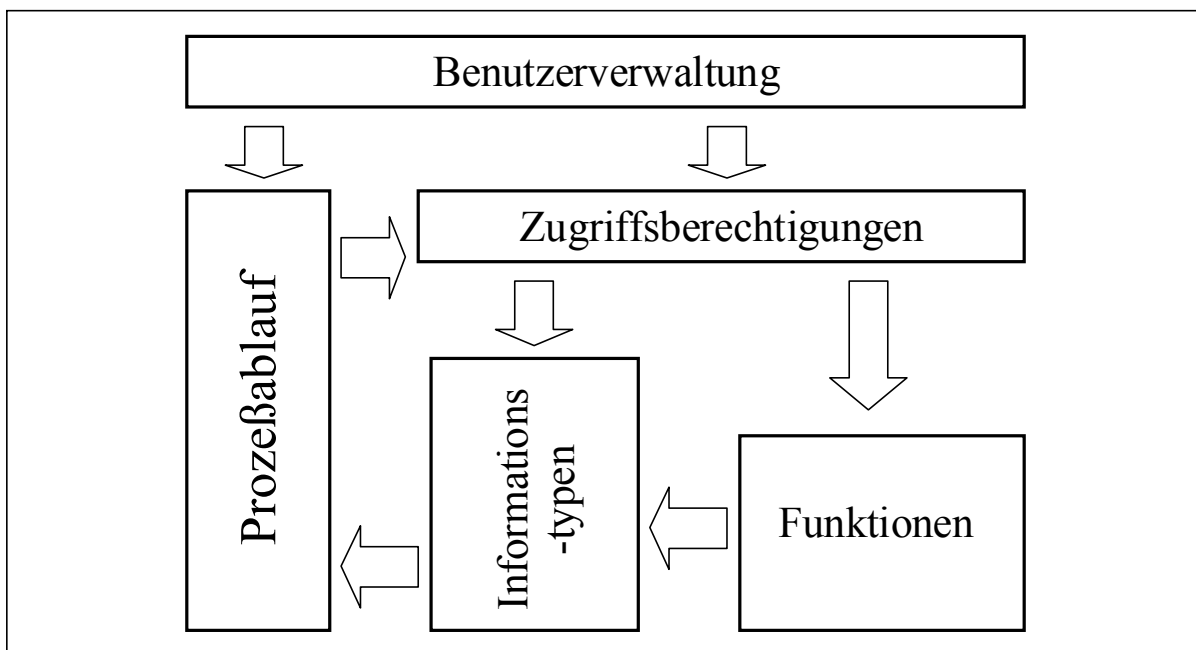 Benutzerverwaltung
Zugriffsberechtigungen
Prozeßablauf
Informations
-typen
Funktionen